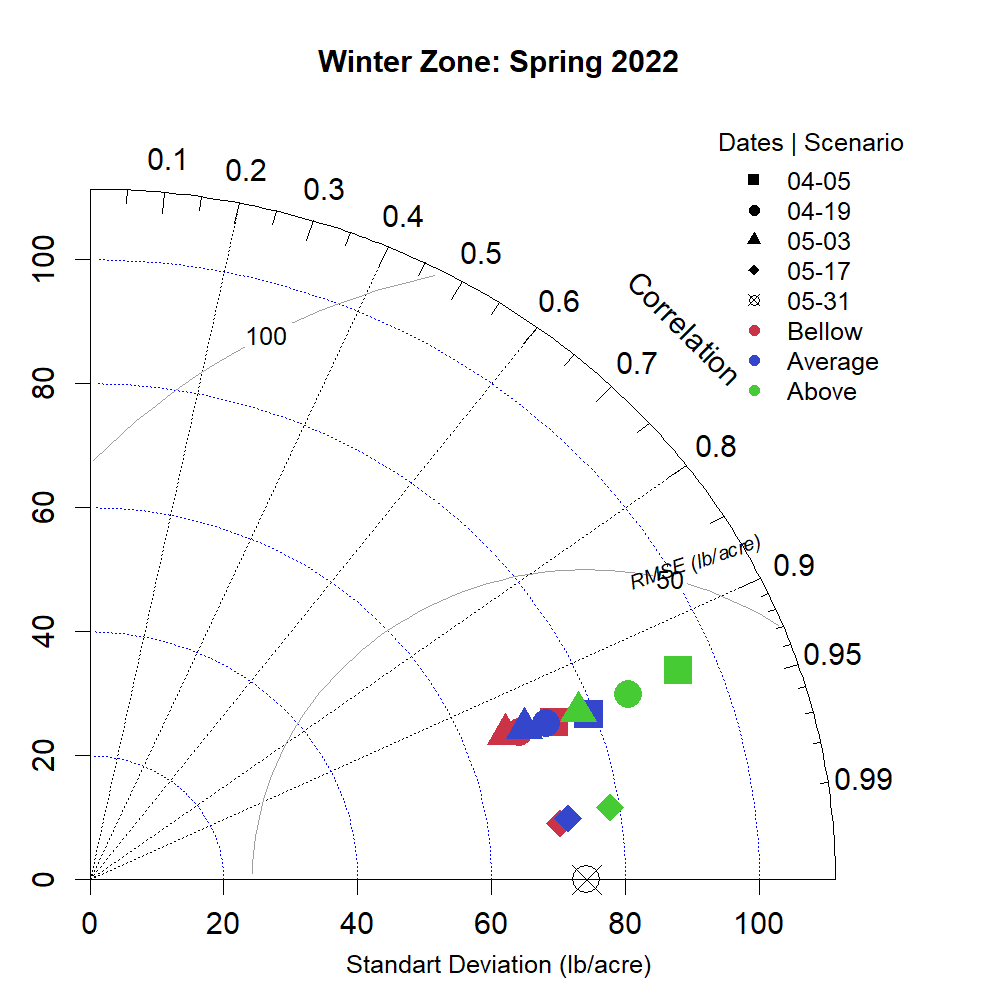 Winter Zone: Spring 2022
Dates | Scenario
04-05
04-19
05-03
05-17
05-31
Bellow
Average
Above
0.1
0.2
0.3
0.4
0.5
0.6
0.7
0.8
0.9
0.95
0.99
Correlation
100
RMSE (lb/acre)
50
100
80
60
40
20
0
0 20 40 60 80 100
Standart Deviation (lb/acre)